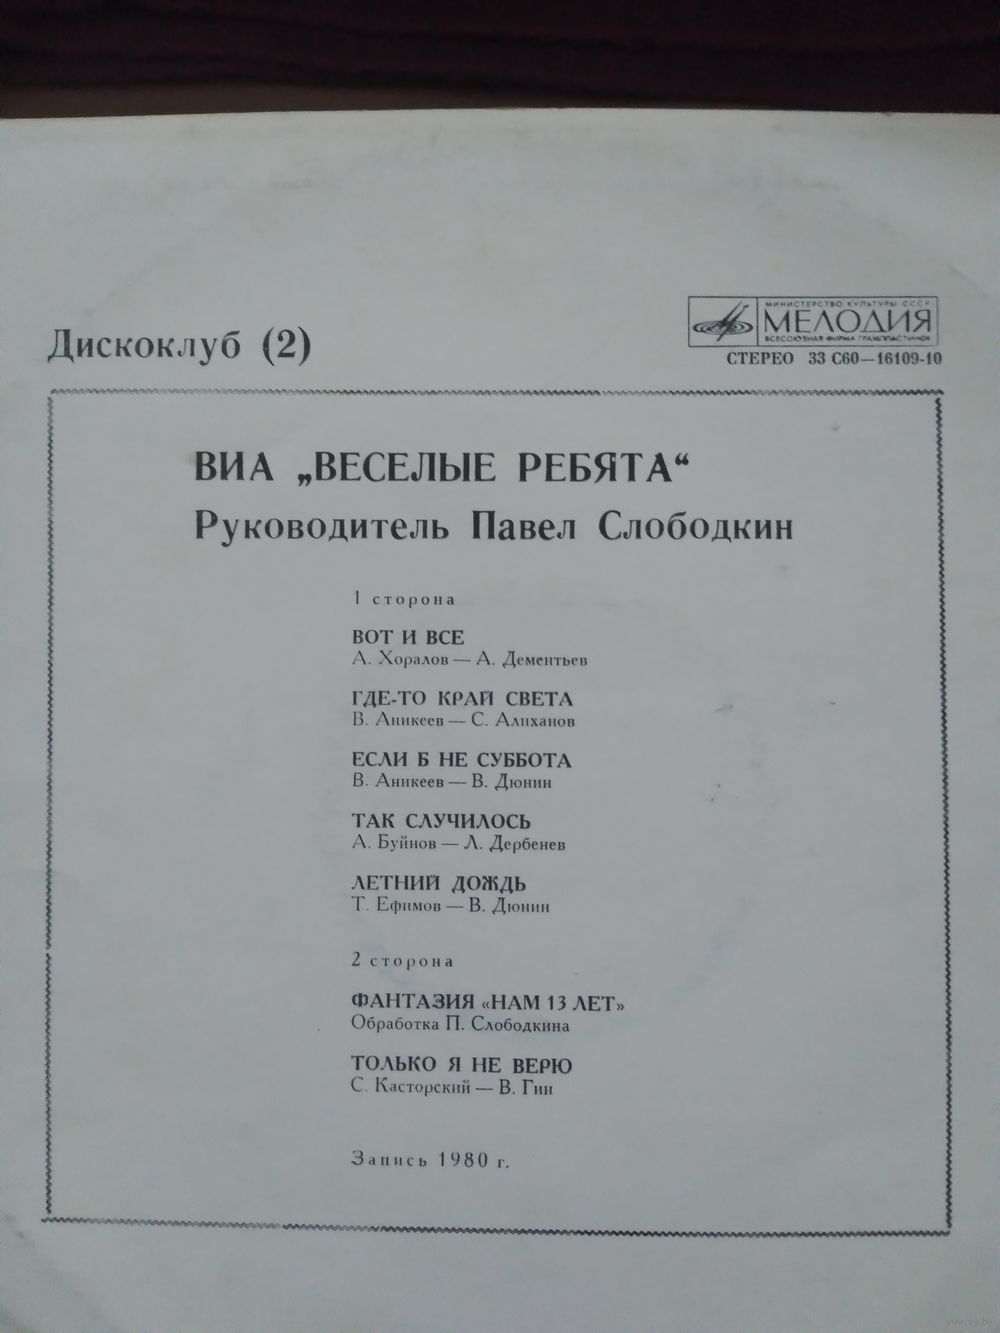 МИНИСТЕРСТВО КУЛЬТУРЫ СССР
МЕЛОДИЯ
ВСЕСОЮЗНАЯ ФИРМА ГРАМПЛАСТИНОК
Дискоклуб (2)
СТЕРЕО 33 С60—16109-10
ВИА „ВЕСЕЛЫЕ РЕБЯТА“
Руководитель Павел Слободкин
1 сторона
ВОТ И ВСЕ
А. Хоралов — А. Дементьев
ГДЕ-ТО КРАЙ СВЕТА
В. Аникеев — С. Алиханов
ЕСЛИ Б НЕ СУББОТА
В. Аникеев — В. Дюнин
ТАК СЛУЧИЛОСЬ
А. Буйнов — Л. Дербенев
ЛЕТНИЙ ДОЖДЬ
Т. Ефимов — В. Дюнин
2 сторона
ФАНТАЗИЯ «НАМ 13 ЛЕТ»
Обработка П. Слободкина
ТОЛЬКО Я НЕ ВЕРЮ
С. Касторский — В. Гин
Запись 1980 г.